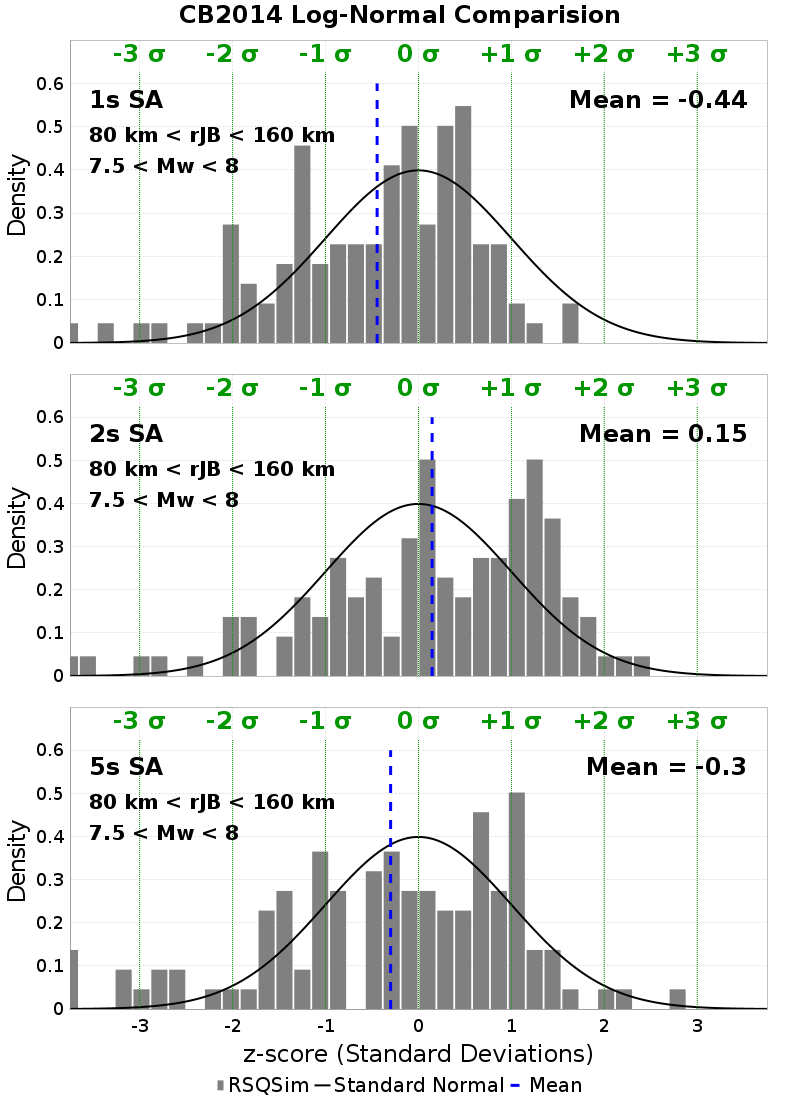 CB2014 Log-Normal Comparision
-3 σ -2 σ -1 σ 0 σ +1 σ +2 σ +3 σ
0.6
1s SA Mean = -0.44
0.5
80 km < rJB < 160 km
7.5 < Mw < 8
0.4
Density
0.3
0.2
0.1
0
-3 σ -2 σ -1 σ 0 σ +1 σ +2 σ +3 σ
0.6
2s SA Mean = 0.15
0.5
80 km < rJB < 160 km
7.5 < Mw < 8
0.4
Density
0.3
0.2
0.1
0
-3 σ -2 σ -1 σ 0 σ +1 σ +2 σ +3 σ
0.6
5s SA Mean = -0.3
0.5
80 km < rJB < 160 km
7.5 < Mw < 8
0.4
Density
0.3
0.2
0.1
0
-3 -2 -1 0 1 2 3
z-score (Standard Deviations)
RSQSim Standard Normal Mean